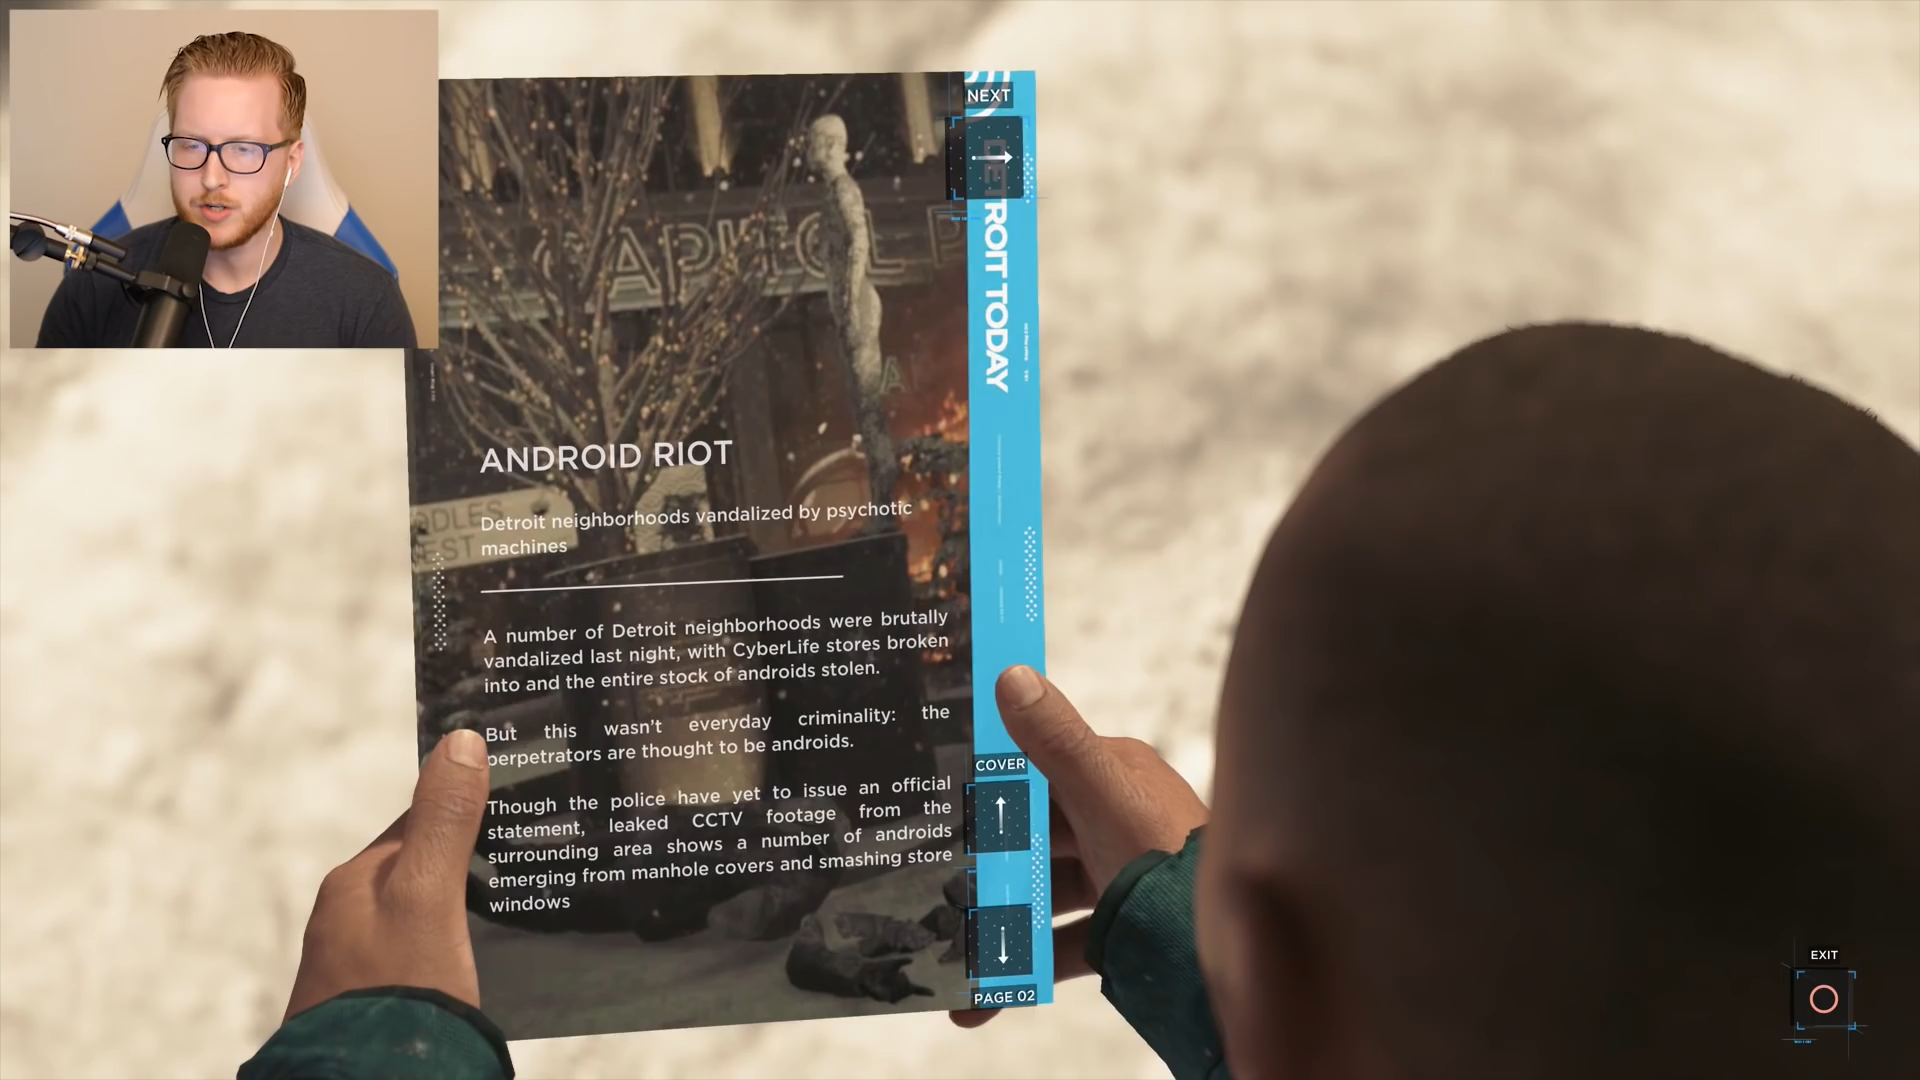 NEXT
DETROIT TODAY
CAPITOL P
ANDROID RIOT
Detroit neighborhoods vandalized by psychotic
machines
A number of Detroit neighborhoods were brutally
vandalized last night, with CyberLife stores broken
into and the entire stock of androids stolen.
But this wasn't everyday criminality: the
perpetrators are thought to be androids.
Though the police have yet to issue an official
statement, leaked CCTV footage from the
surrounding area shows a number of androids
emerging from manhole covers and smashing store
windows
COVER
PAGE 02
EXIT